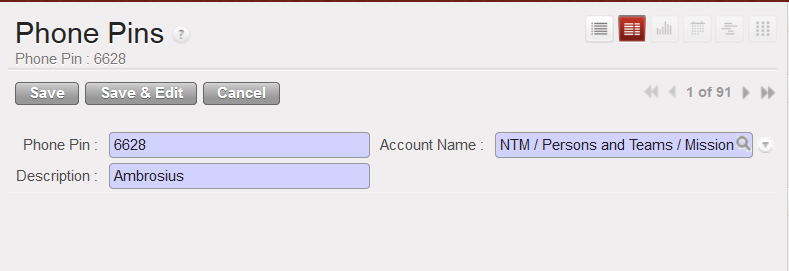 Phone Pins ?
Phone Pin : 6628
Save Save & Edit Cancel 1 of 91
Phone Pin : 6628 Account Name : NTM / Persons and Teams / Mission
Description : Ambrosius